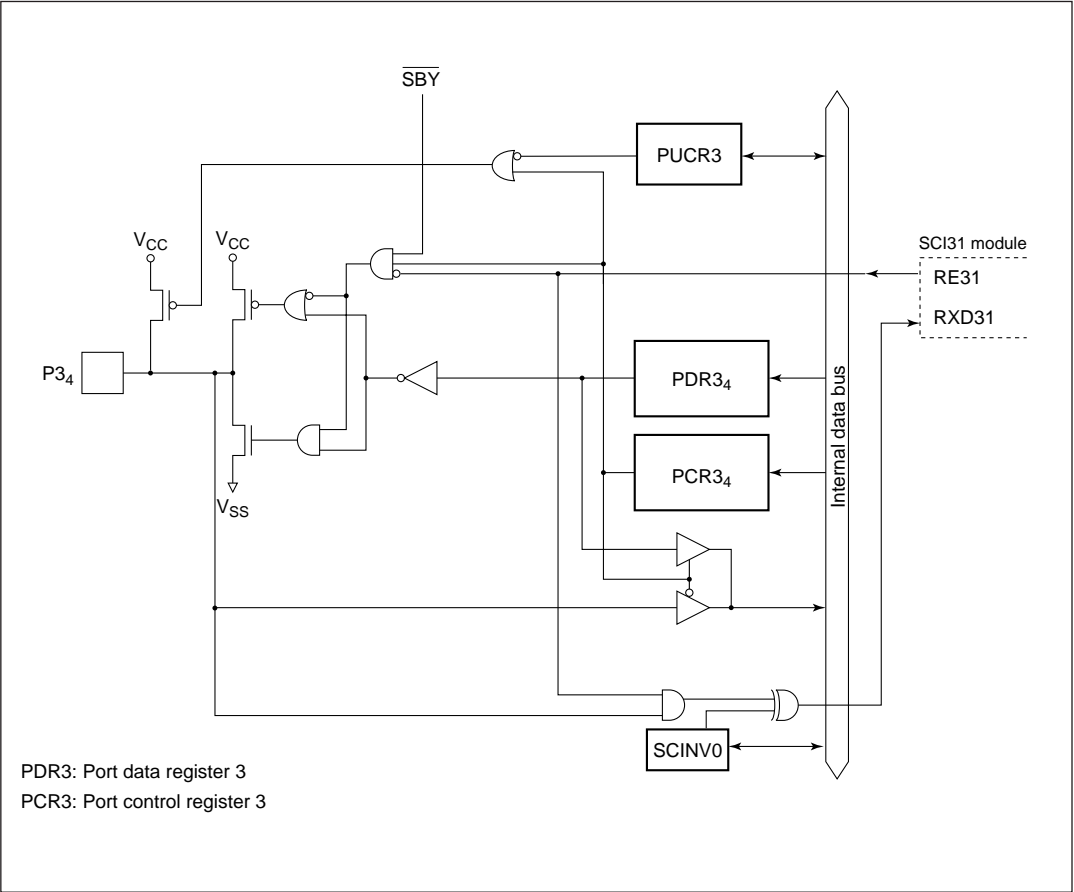 SBY
PUCR3
VCC
VCC
SCI31 module
RE31
RXD31
P34
PDR34
Internal data bus
PCR34
VSS
SCINV0
PDR3: Port data register 3
PCR3: Port control register 3